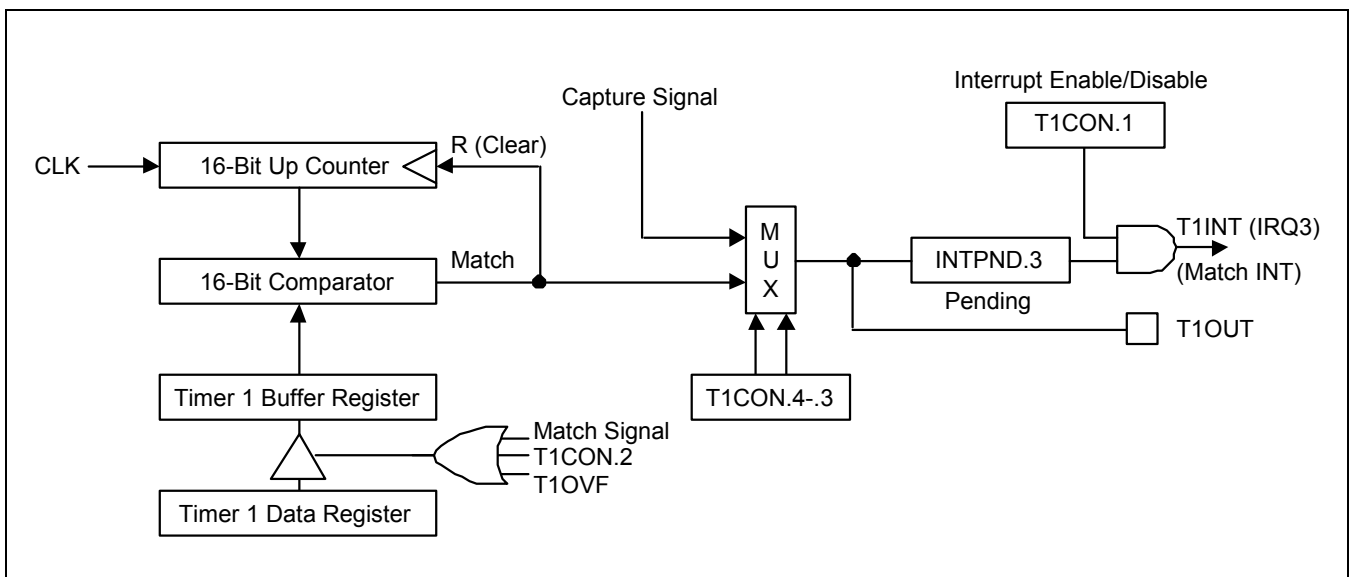 Interrupt Enable/Disable
Capture Signal
T1CON.1
R (Clear)
CLK
16-Bit Up Counter
M
U
X
T1INT (IRQ3)
Match
16-Bit Comparator
INTPND.3
(Match INT)
Pending
T1OUT
Timer 1 Buffer Register
T1CON.4-.3
Match Signal
T1CON.2
T1OVF
Timer 1 Data Register